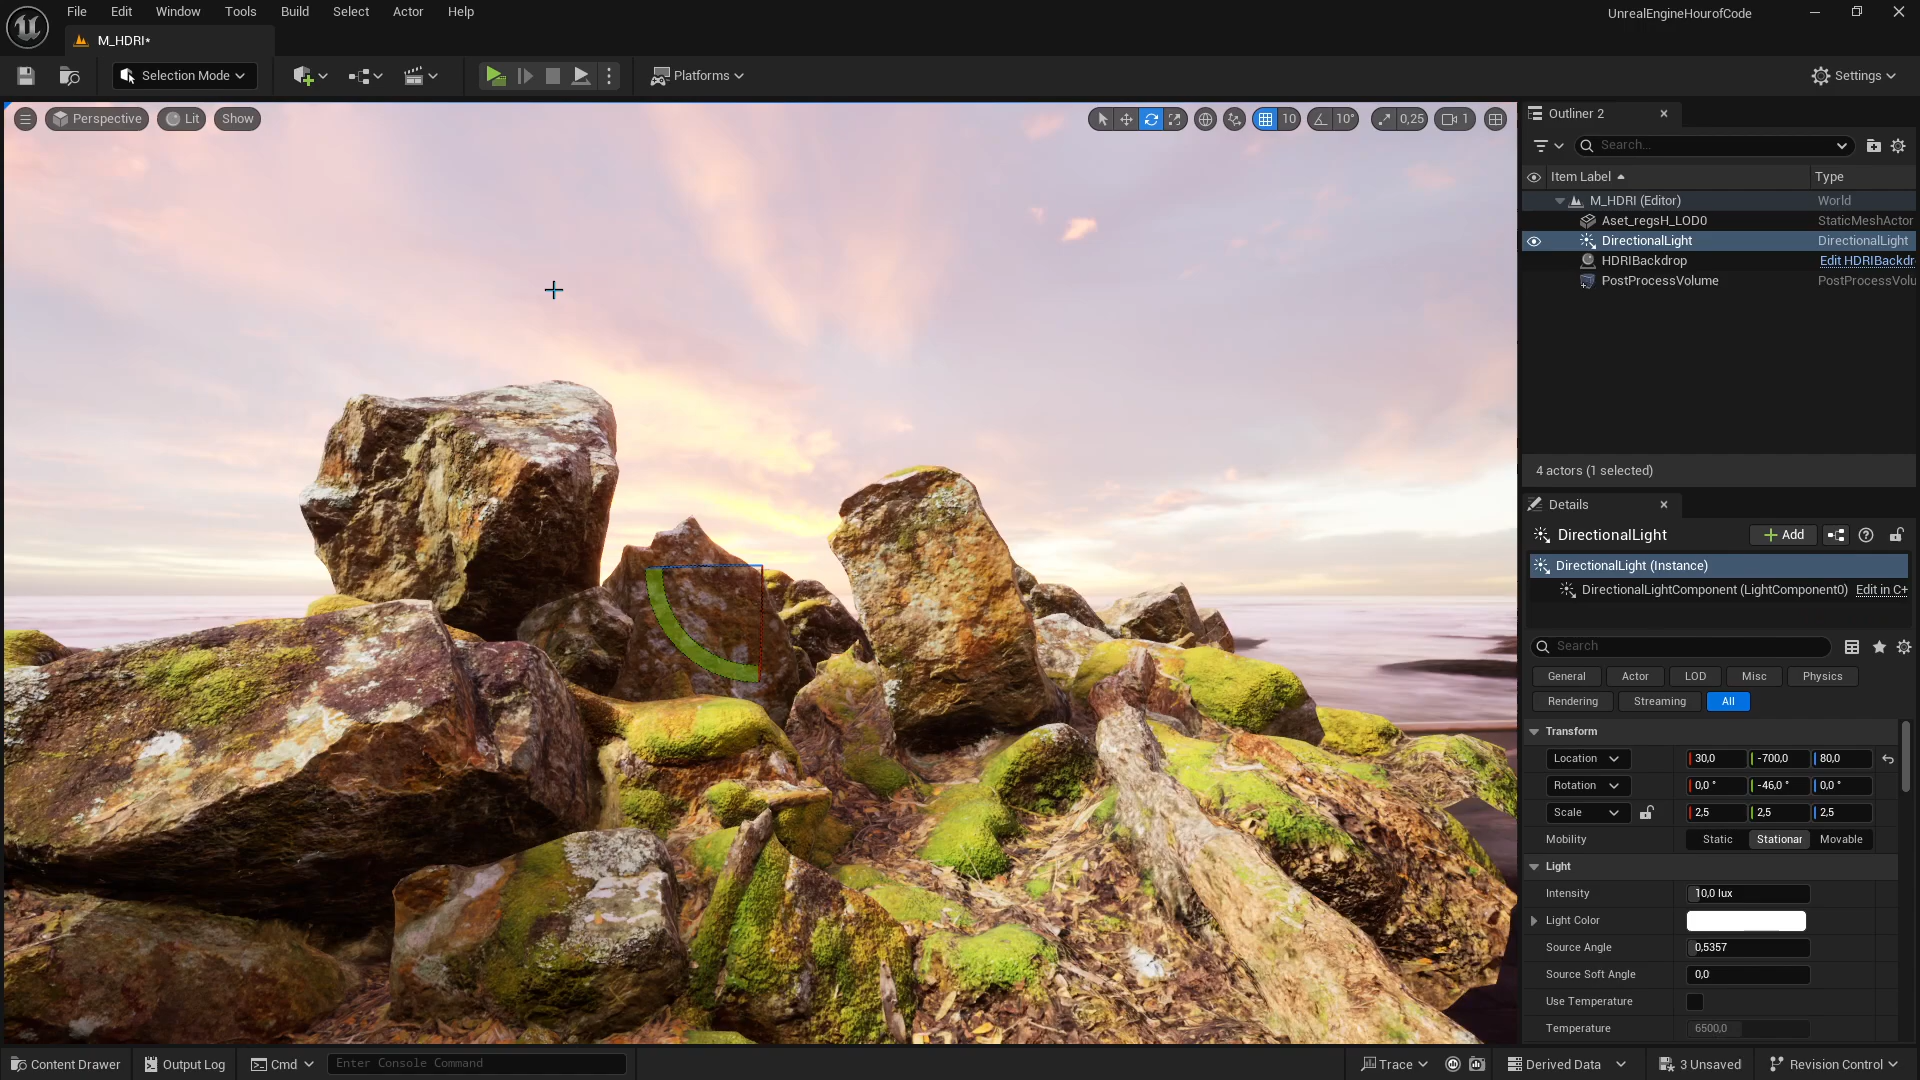 File Edit Window Tools Build Select Actor Help
UnrealEngineHourofCode
M_HDRI*
Selection Mode
Platforms
Settings
Perspective Lit Show
10 10° 0,25 1
Outliner 2
Search...
Item Label Type
M_HDRI (Editor) World
Aset_regsH_LOD0 StaticMeshActor
DirectionalLight DirectionalLight
HDRIBackdrop Edit HDRIBackdr
PostProcessVolume PostProcessVolu
4 actors (1 selected)
Details
DirectionalLight Add
DirectionalLight (Instance)
DirectionalLightComponent (LightComponent0) Edit in C+
Search
General Actor LOD Misc Physics
Rendering Streaming All
Transform
Location 30,0 -700,0 80,0
Rotation 0,0 ° -46,0 ° 0,0 °
Scale 2,5 2,5 2,5
Mobility Static Stationar Movable
Light
Intensity 10,0 lux
Light Color
Source Angle 0,5357
Source Soft Angle 0,0
Use Temperature
Temperature 6500,0
Content Drawer Output Log Cmd Enter Console Command Trace Derived Data 3 Unsaved Revision Control